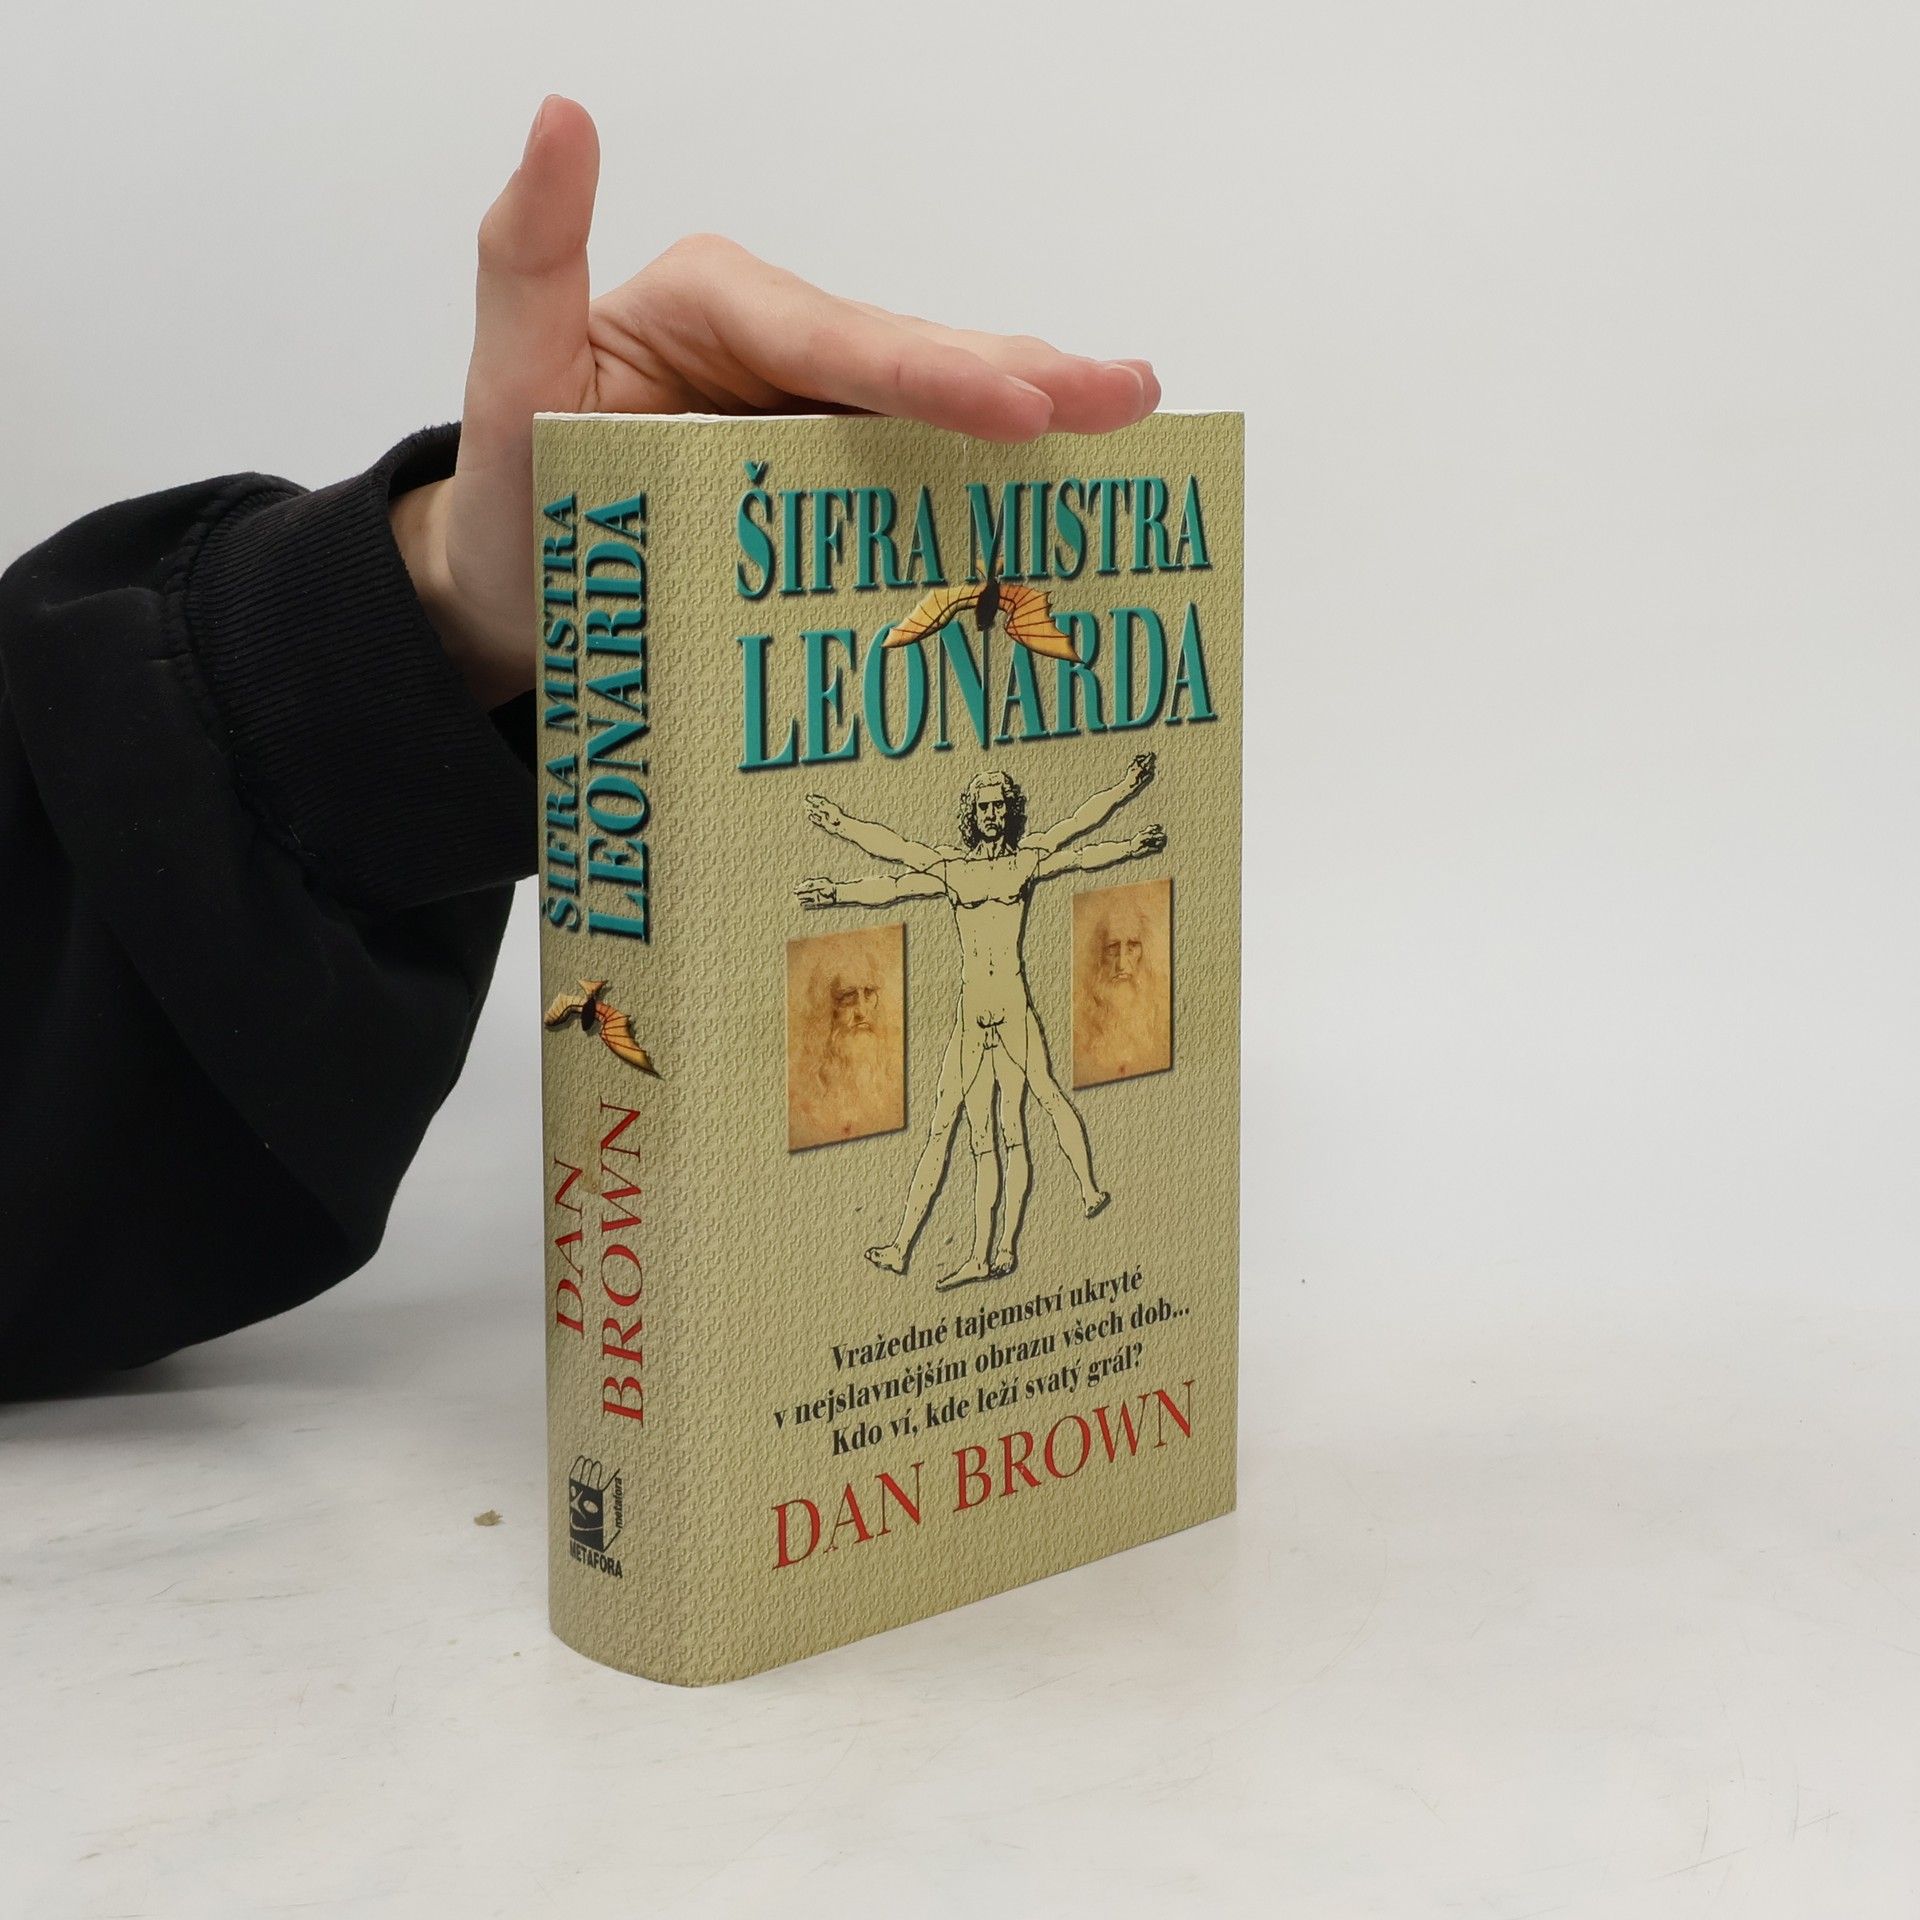 ŠIFRA MISTRA
LEONARDA
DAN
BROWN
metafora
METAFORA
ŠIFRA MISTRA
LEONARDA
Vražedné tajemství ukryté
v nejslavnějším obrazu všech dob...
Kdo ví, kde leží svatý grál?
DAN BROWN